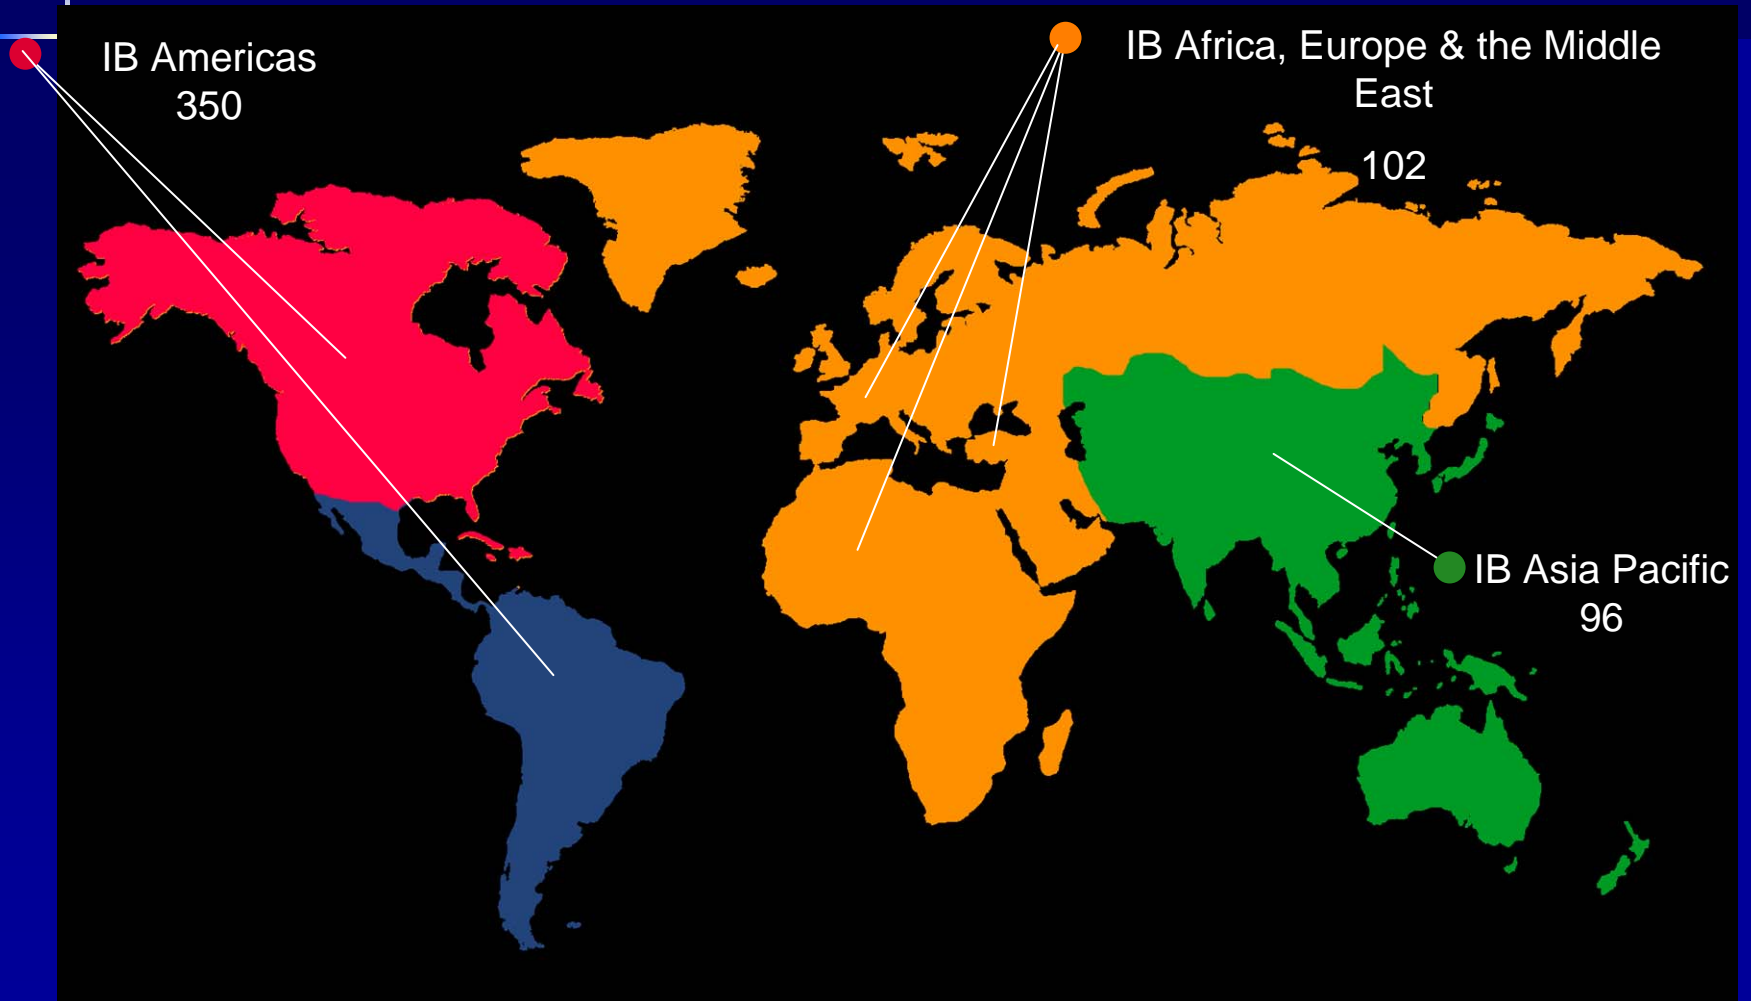 IB Americas
350
IB Africa, Europe & the Middle
East
102
IB Asia Pacific
96